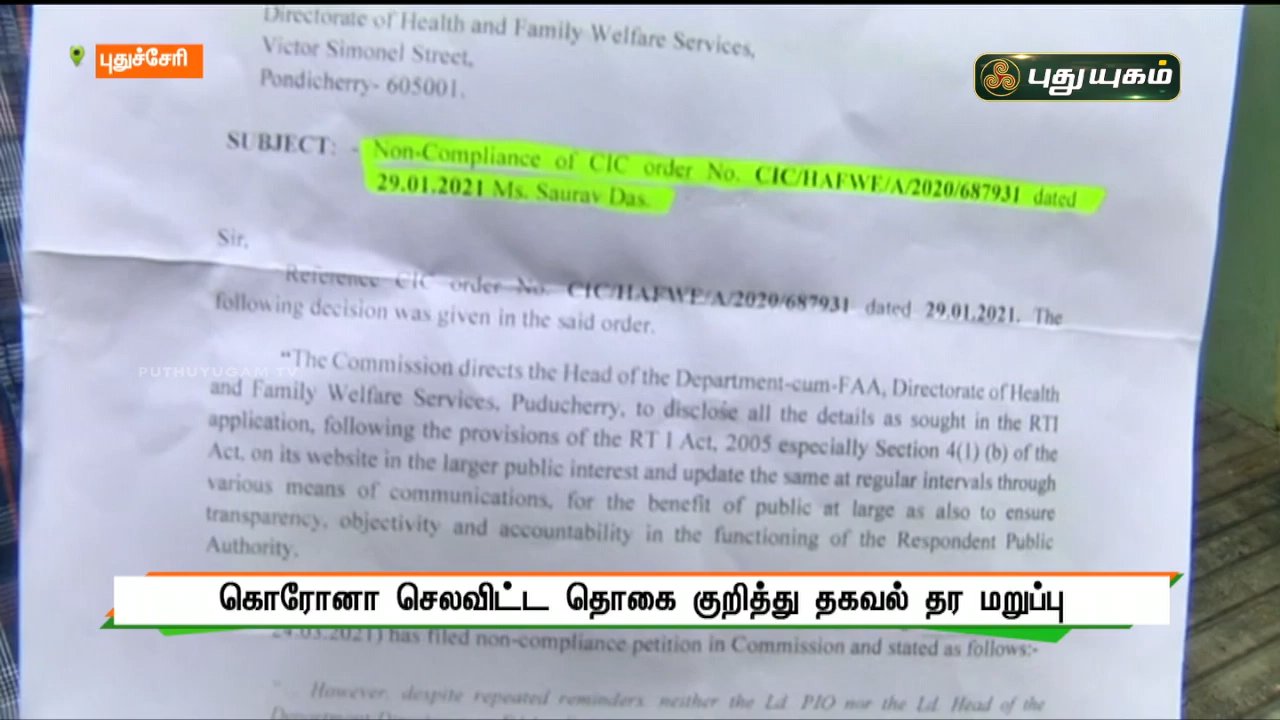 Directorate of Health and Family Welfare Services,
Victor Simonel Street,
Pondicherry- 605001.
புதுச்சேரி
புதுயுகம்
SUBJECT: - Non-Compliance of CIC order No. CIC/HAFWE/A/2020/687931 dated
29.01.2021 Ms. Saurav Das.
Sir,
Reference CIC order No. CIC/HAFWE/A/2020/687931 dated 29.01.2021. The
following decision was given in the said order.
PUTHUYUGAM TV
"The Commission directs the Head of the Department-cum-FAA, Directorate of Health
and Family Welfare Services, Puducherry, to disclose all the details as sought in the RTI
application, following the provisions of the RT I Act, 2005 especially Section 4(1) (b) of the
Act, on its website in the larger public interest and update the same at regular intervals through
various means of communications, for the benefit of public at large as also to ensure
transparency, objectivity and accountability in the functioning of the Respondent Public
Authority.
கொரோனா செலவிட்ட தொகை குறித்து தகவல் தர மறுப்பு
24.03.2021) has filed non-compliance petition in Commission and stated as follows:-
" However, despite repeated reminders, neither the Ld. PIO nor the Ld. Head of the